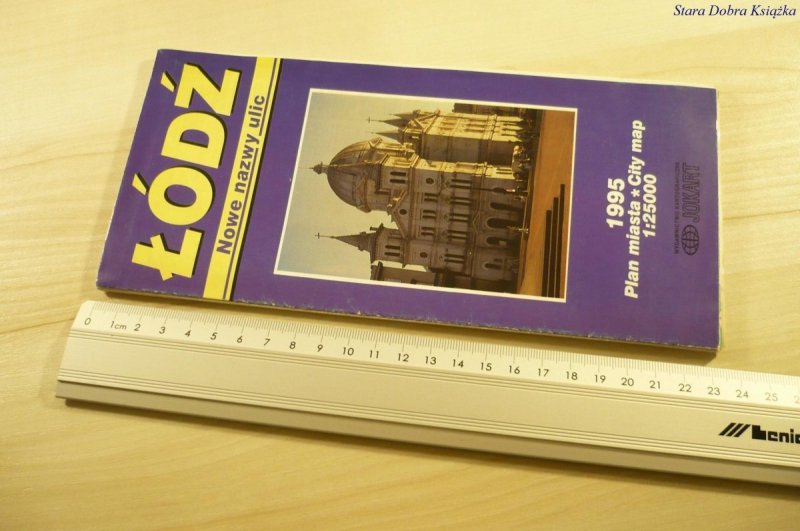 Stara Dobra Książka
ŁÓDŹ
Nowe nazwy ulic
1995
Plan miasta ★ City map
1:25000
WYDAWNICTWO KARTOGRAFICZNE
JOKART
0 1cm 2 3 4 5 6 7 8 9 10 11 12 13 14 15 16 17 18 19 20 21 22 23 24 25